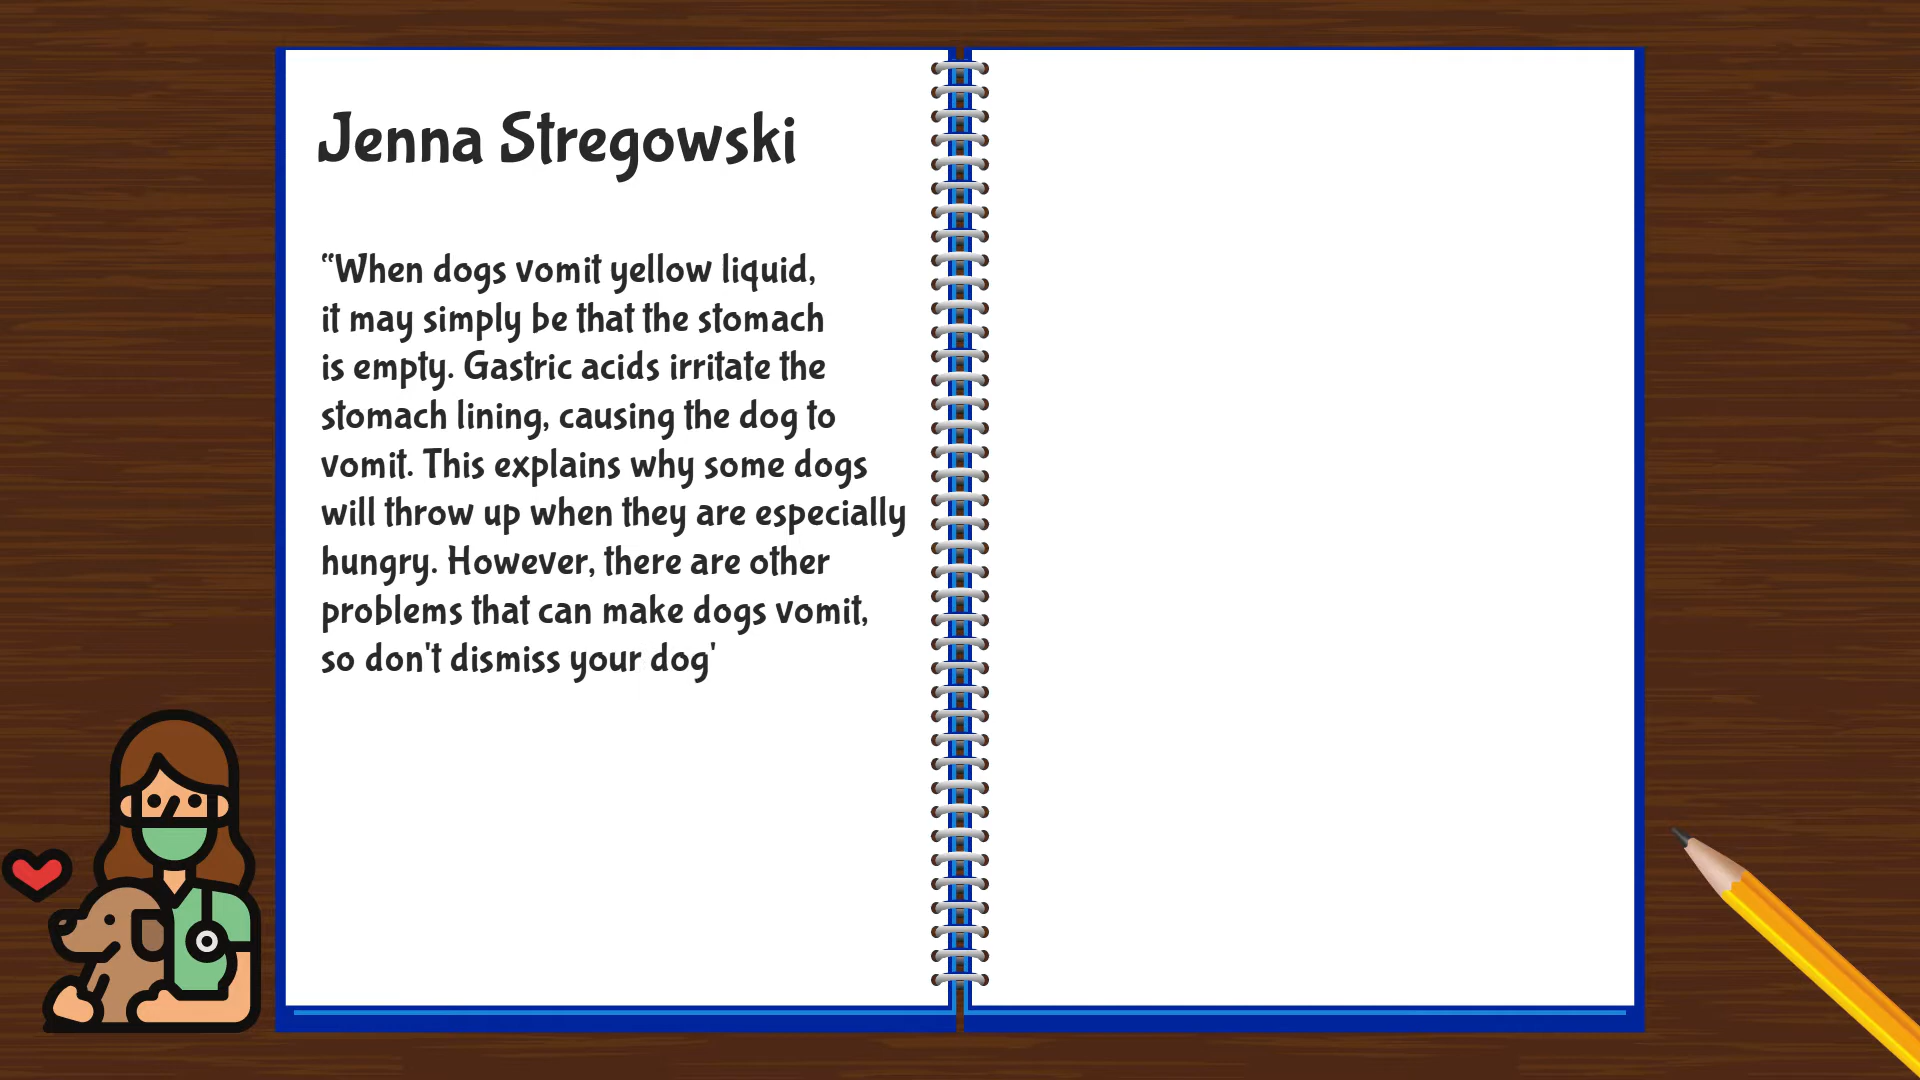 Jenna Stregowski
“When dogs vomit yellow liquid,
it may simply be that the stomach
is empty. Gastric acids irritate the
stomach lining, causing the dog to
vomit. This explains why some dogs
will throw up when they are especially
hungry. However, there are other
problems that can make dogs vomit,
so don't dismiss your dog'